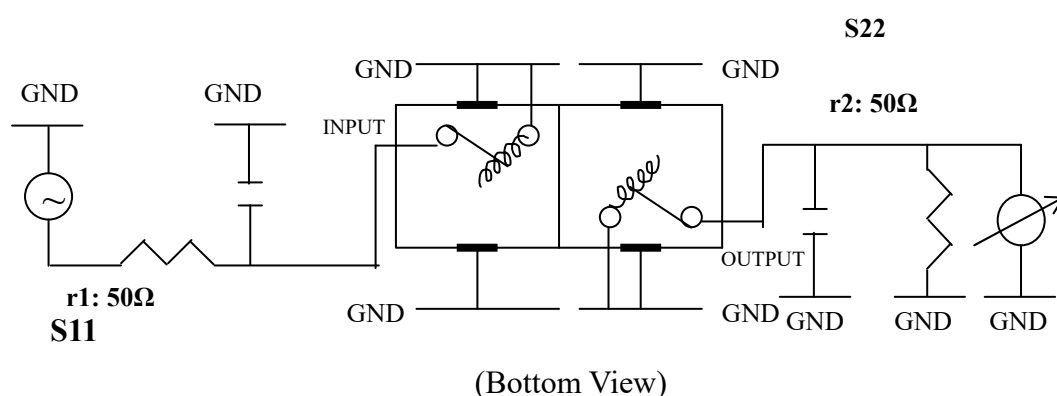 S22
GND
GND
GND
GND
r2: 50Ω
INPUT
~
OUTPUT
r1: 50Ω
S11
GND
GND
GND
GND
GND
(Bottom View)